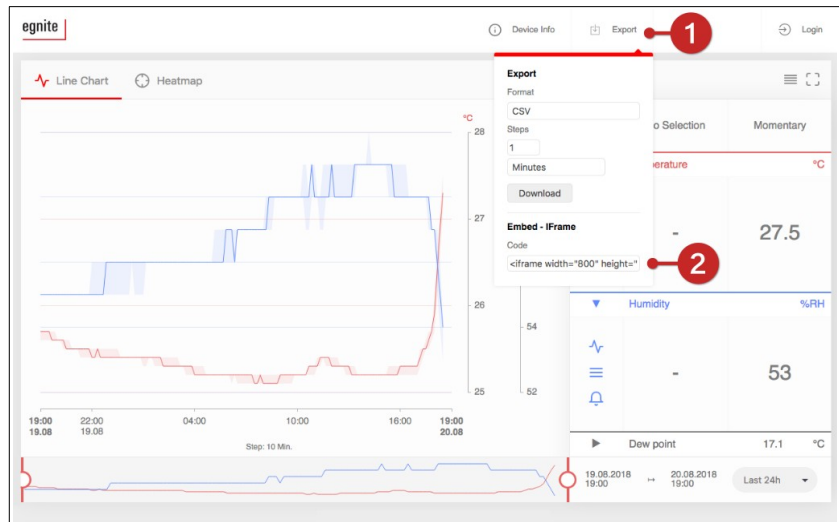 egnite
Device Info
Export
1
Login
Line Chart
Heatmap
Export
Format
CSV
Steps
1
Minutes
Download
Embed - IFrame
Code
<iframe width="800" height="
2
o Selection
Momentary
erature
°C
-
27.5
Humidity
%RH
-
53
Dew point
17.1
°C
°C
28
27
26
25
54
52
19:00
19.08
22:00
19.08
04:00
10:00
16:00
19:00
20.08
Step: 10 Min.
19.08.2018
19:00
↦
20.08.2018
19:00
Last 24h